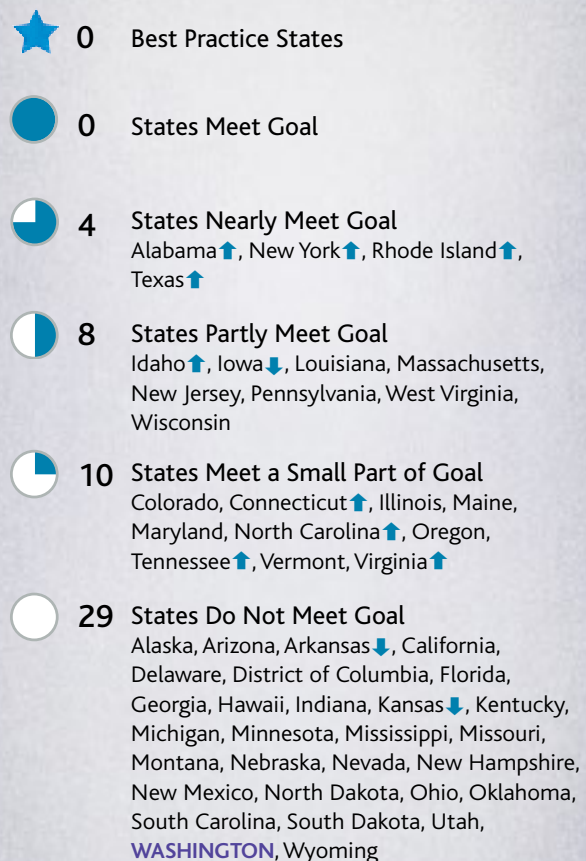 0 Best Practice States
0 States Meet Goal
4 States Nearly Meet Goal
Alabama⬆, New York⬆, Rhode Island⬆,
Texas⬆
8 States Partly Meet Goal
Idaho⬆, Iowa⬇, Louisiana, Massachusetts,
New Jersey, Pennsylvania, West Virginia,
Wisconsin
10 States Meet a Small Part of Goal
Colorado, Connecticut⬆, Illinois, Maine,
Maryland, North Carolina⬆, Oregon,
Tennessee⬆, Vermont, Virginia⬆
29 States Do Not Meet Goal
Alaska, Arizona, Arkansas⬇, California,
Delaware, District of Columbia, Florida,
Georgia, Hawaii, Indiana, Kansas⬇, Kentucky,
Michigan, Minnesota, Mississippi, Missouri,
Montana, Nebraska, Nevada, New Hampshire,
New Mexico, North Dakota, Ohio, Oklahoma,
South Carolina, South Dakota, Utah,
WASHINGTON, Wyoming